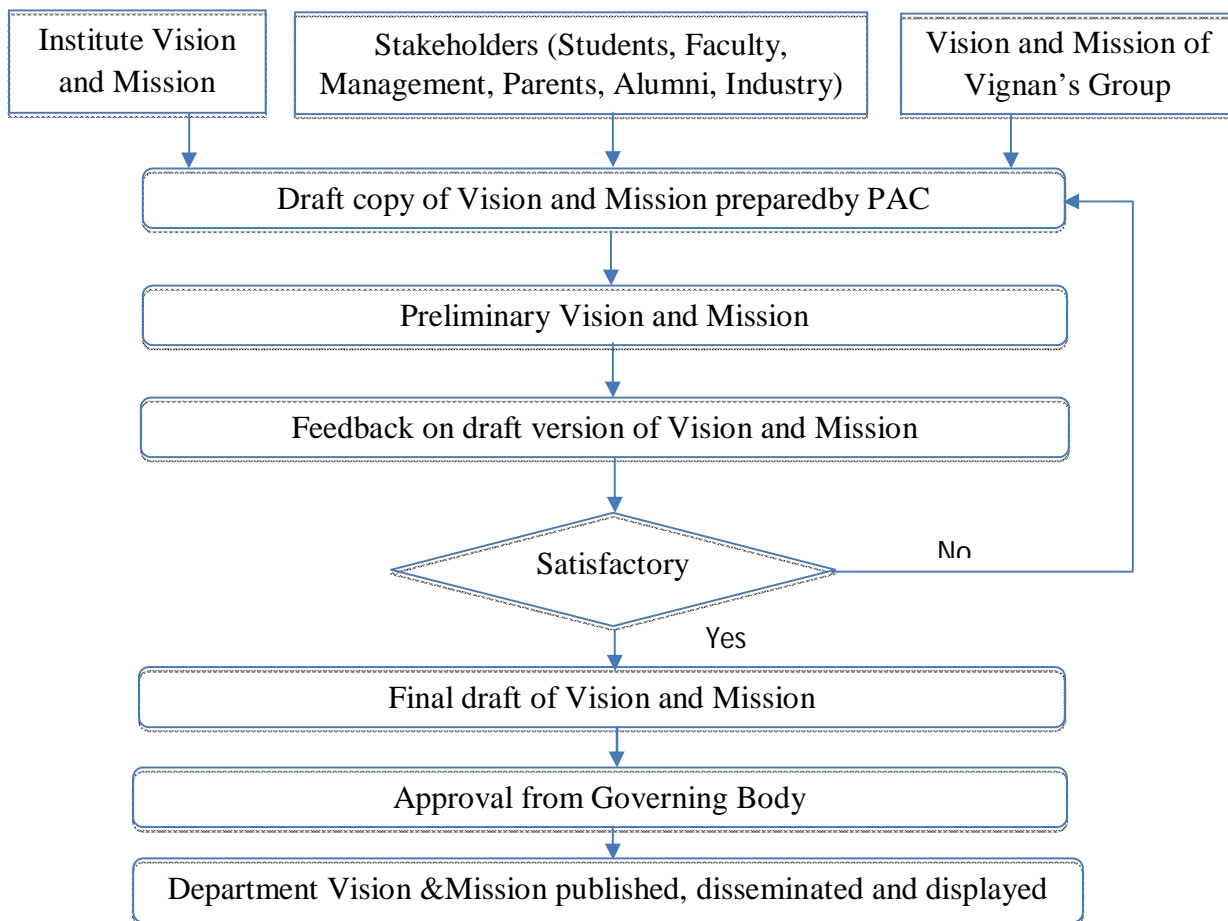 Institute Vision
and Mission
Stakeholders (Students, Faculty,
Management, Parents, Alumni, Industry)
Vision and Mission of
Vignan’s Group
Draft copy of Vision and Mission preparedby PAC
Preliminary Vision and Mission
Feedback on draft version of Vision and Mission
Satisfactory
No
Yes
Final draft of Vision and Mission
Approval from Governing Body
Department Vision &Mission published, disseminated and displayed